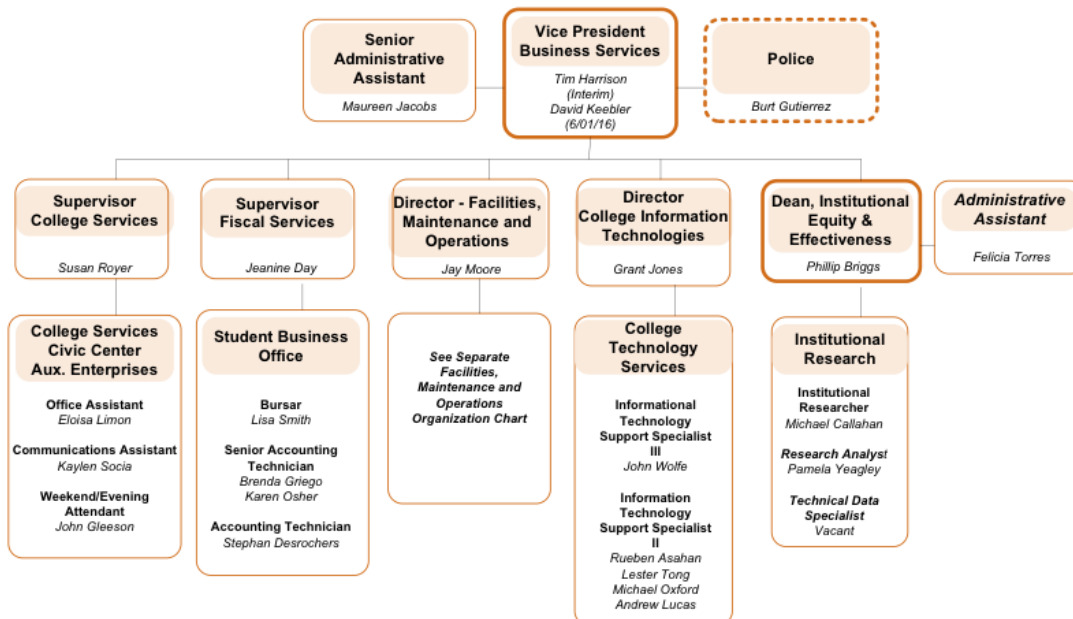 Senior
Administrative
Assistant
Maureen Jacobs
Vice President
Business Services
Tim Harrison
(Interim)
David Keebler
(6/01/16)
Police
Burt Gutierrez
Supervisor
College Services
Susan Royer
Supervisor
Fiscal Services
Jeanine Day
Director - Facilities,
Maintenance and
Operations
Jay Moore
Director
College Information
Technologies
Grant Jones
Dean, Institutional
Equity &
Effectiveness
Phillip Briggs
Administrative
Assistant
Felicia Torres
College Services
Civic Center
Aux. Enterprises
Office Assistant
Eloisa Limon
Communications Assistant
Kaylen Socia
Weekend/Evening
Attendant
John Gleeson
Student Business
Office
Bursar
Lisa Smith
Senior Accounting
Technician
Brenda Griego
Karen Osher
Accounting Technician
Stephan Desrochers
See Separate
Facilities,
Maintenance and
Operations
Organization Chart
College
Technology
Services
Informational
Technology
Support Specialist
III
John Wolfe
Information
Technology
Support Specialist
II
Rueben Asahan
Lester Tong
Michael Oxford
Andrew Lucas
Institutional
Research
Institutional
Researcher
Michael Callahan
Research Analyst
Pamela Yeagley
Technical Data
Specialist
Vacant